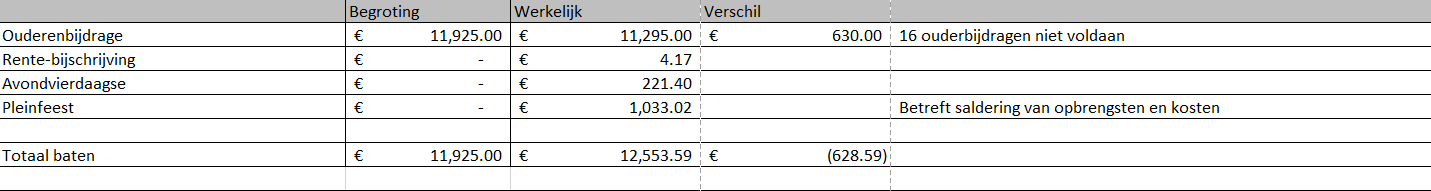 Begroting Werkelijk Verschil
Ouderenbijdrage € 11,925.00 € 11,295.00 € 630.00 16 ouderbijdragen niet voldaan
Rente-bijschrijving € - € 4.17
Avondvierdaagse € - € 221.40
Pleinfeest € - € 1,033.02 Betreft saldering van opbrengsten en kosten
Totaal baten € 11,925.00 € 12,553.59 € (628.59)